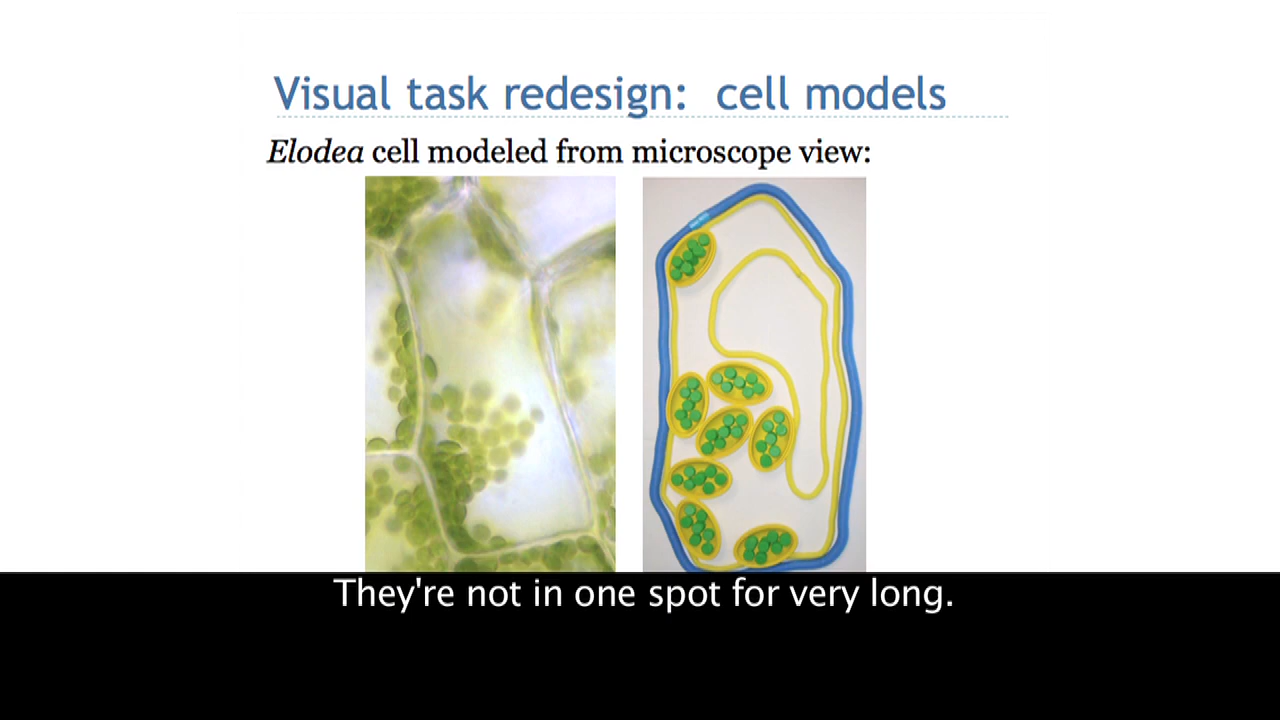 Visual task redesign: cell models
Elodea cell modeled from microscope view:
They're not in one spot for very long.